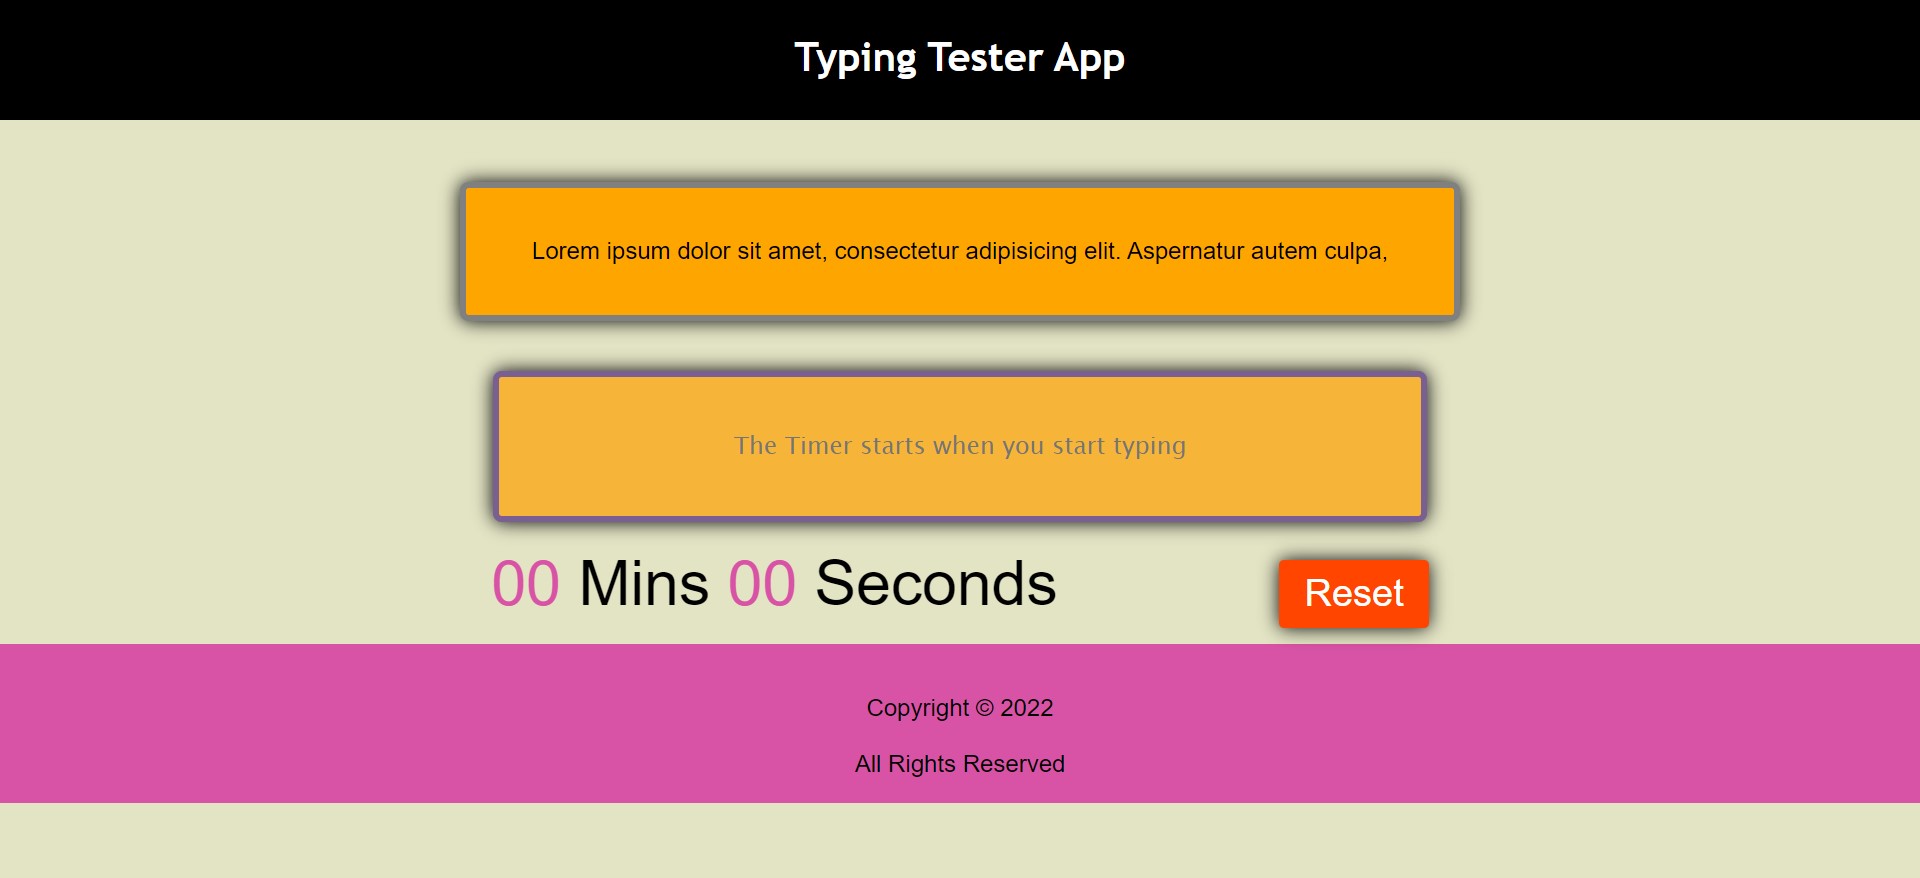 Typing Tester App
Lorem ipsum dolor sit amet, consectetur adipisicing elit. Aspernatur autem culpa,
The Timer starts when you start typing
00 Mins 00 Seconds
Reset
Copyright © 2022
All Rights Reserved